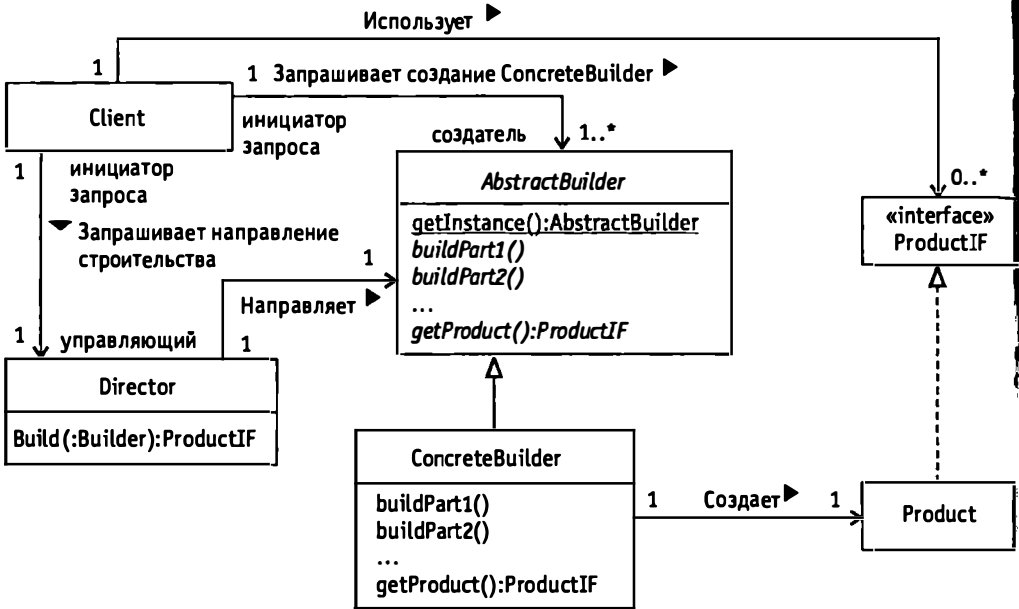 Использует
1
1 Запрашивает создание ConcreteBuilder
Client
инициатор
запроса
создатель
1..*
1
инициатор
запроса
AbstractBuilder
0..*
getInstance():AbstractBuilder
buildPart1()
buildPart2()
...
getProduct():ProductIF
«interface»
ProductIF
Запрашивает направление
строительства
1
Направляет
1
управляющий
1
Director
Build(:Builder):ProductIF
ConcreteBuilder
buildPart1()
buildPart2()
...
getProduct():ProductIF
1
Создает
1
Product